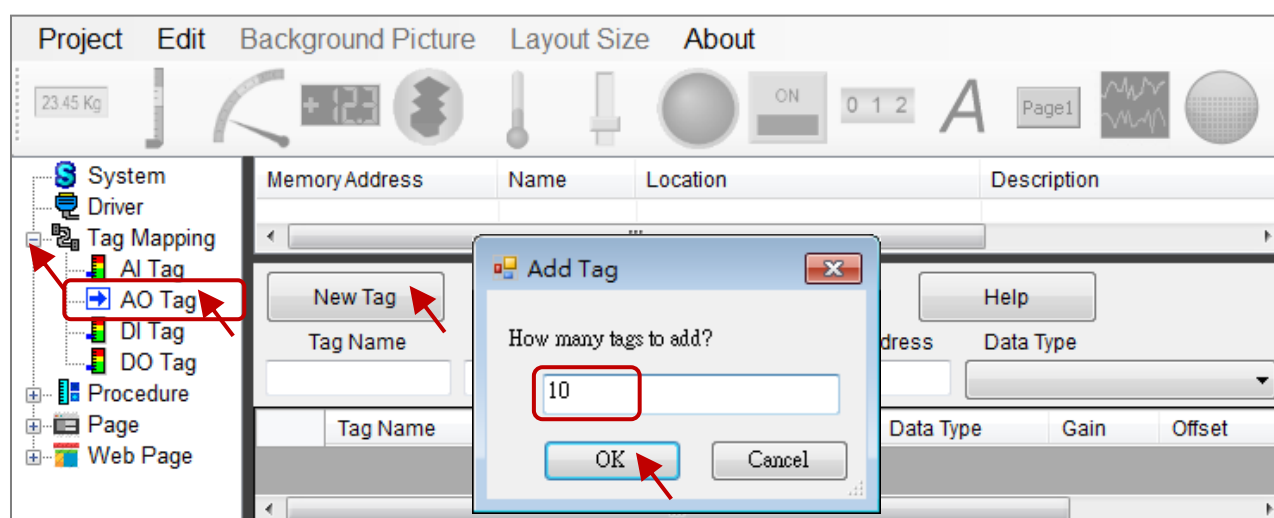 Project Edit Background Picture Layout Size About
23.45 Kg +12.3 ON 0 1 2 A Page1
System
Driver
Tag Mapping
AI Tag
AO Tag
DI Tag
DO Tag
Procedure
Page
Web Page
Memory Address Name Location Description
Add Tag
New Tag Help
How many tags to add?
Tag Name dress Data Type
10
Tag Name Data Type Gain Offset
OK Cancel